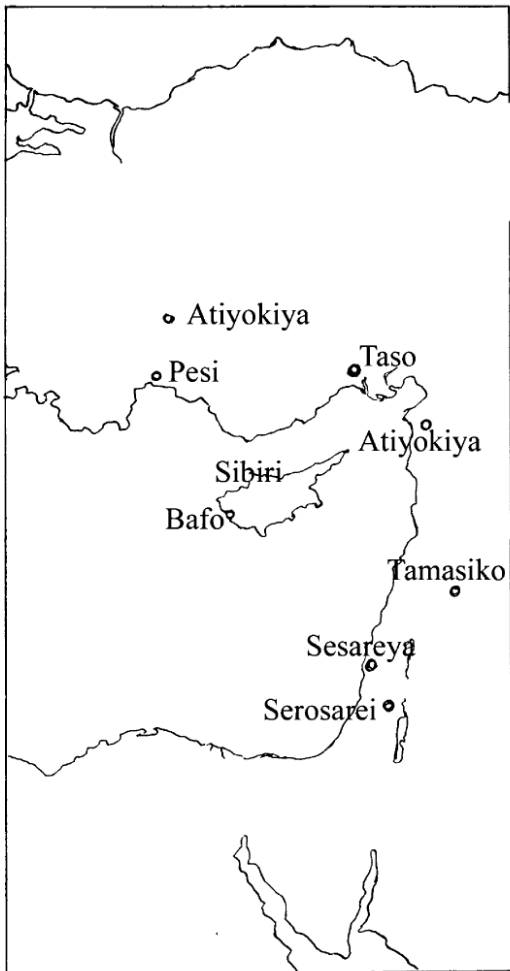 Atiyokiya
Pesi
Taso
Atiyokiya
Sibiri
Bafo
Tamasiko
Sesareya
Serosarei